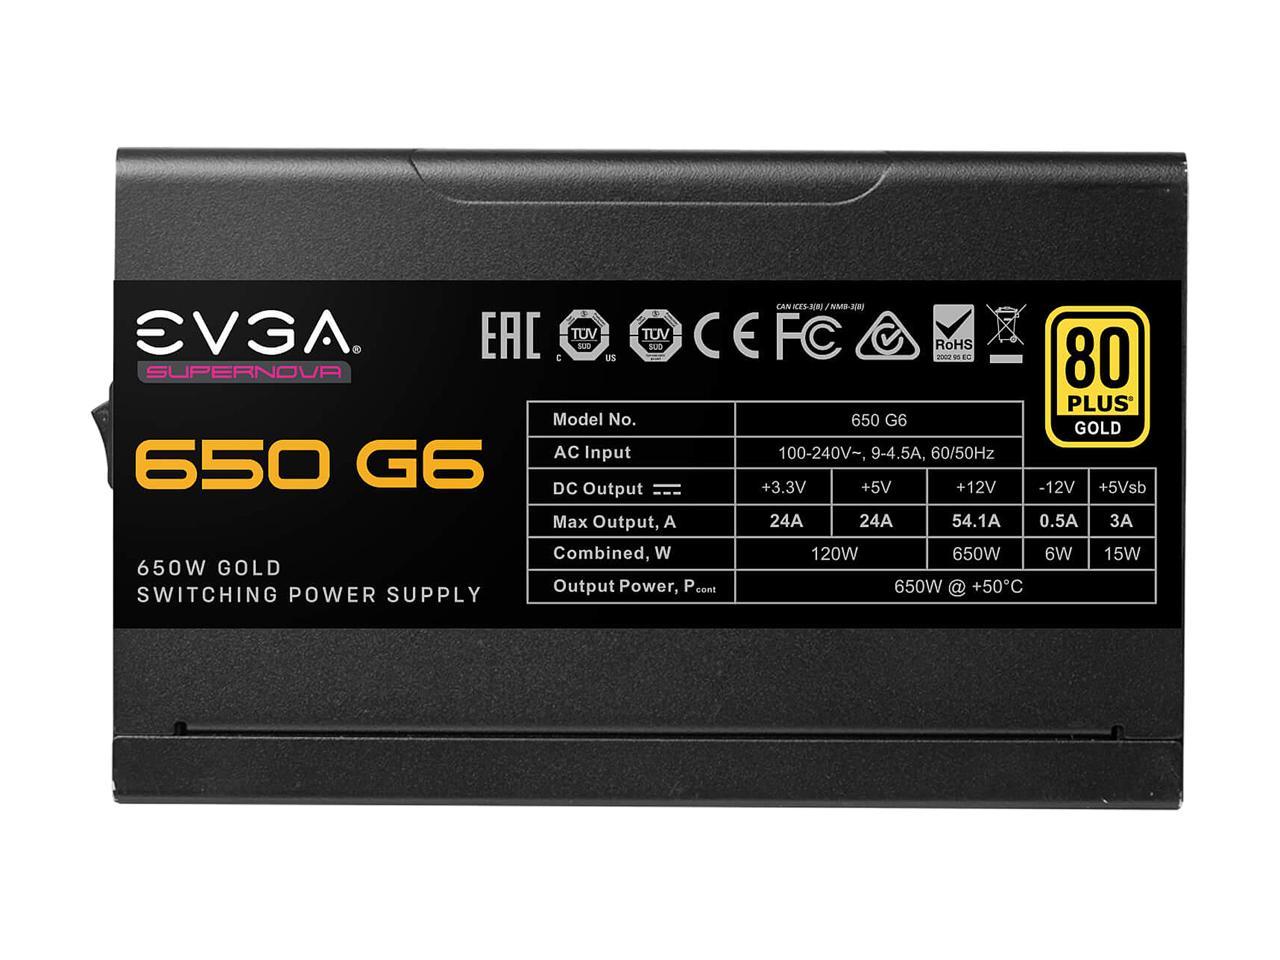 EVGA®
SUPERNOVA
650 G6
650W GOLD
SWITCHING POWER SUPPLY
EAC
TÜV
SÜD
C US
TÜV
SÜD
CE
CAN ICES-3(B) / NMB-3(B)
FC
RoHS
2002 95 EC
80
PLUS®
GOLD
Model No. 650 G6
AC Input 100-240V~, 9-4.5A, 60/50Hz
DC Output +3.3V +5V +12V -12V +5Vsb
Max Output, A 24A 24A 54.1A 0.5A 3A
Combined, W 120W 650W 6W 15W
Output Power, Pcont 650W @ +50°C